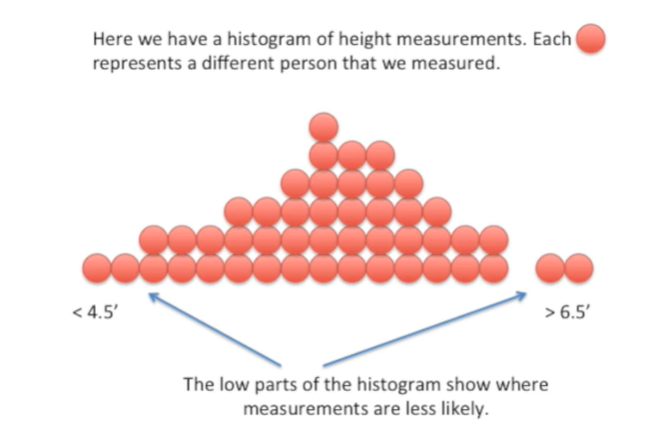 Here we have a histogram of height measurements. Each
represents a different person that we measured.
< 4.5’
> 6.5’
The low parts of the histogram show where
measurements are less likely.